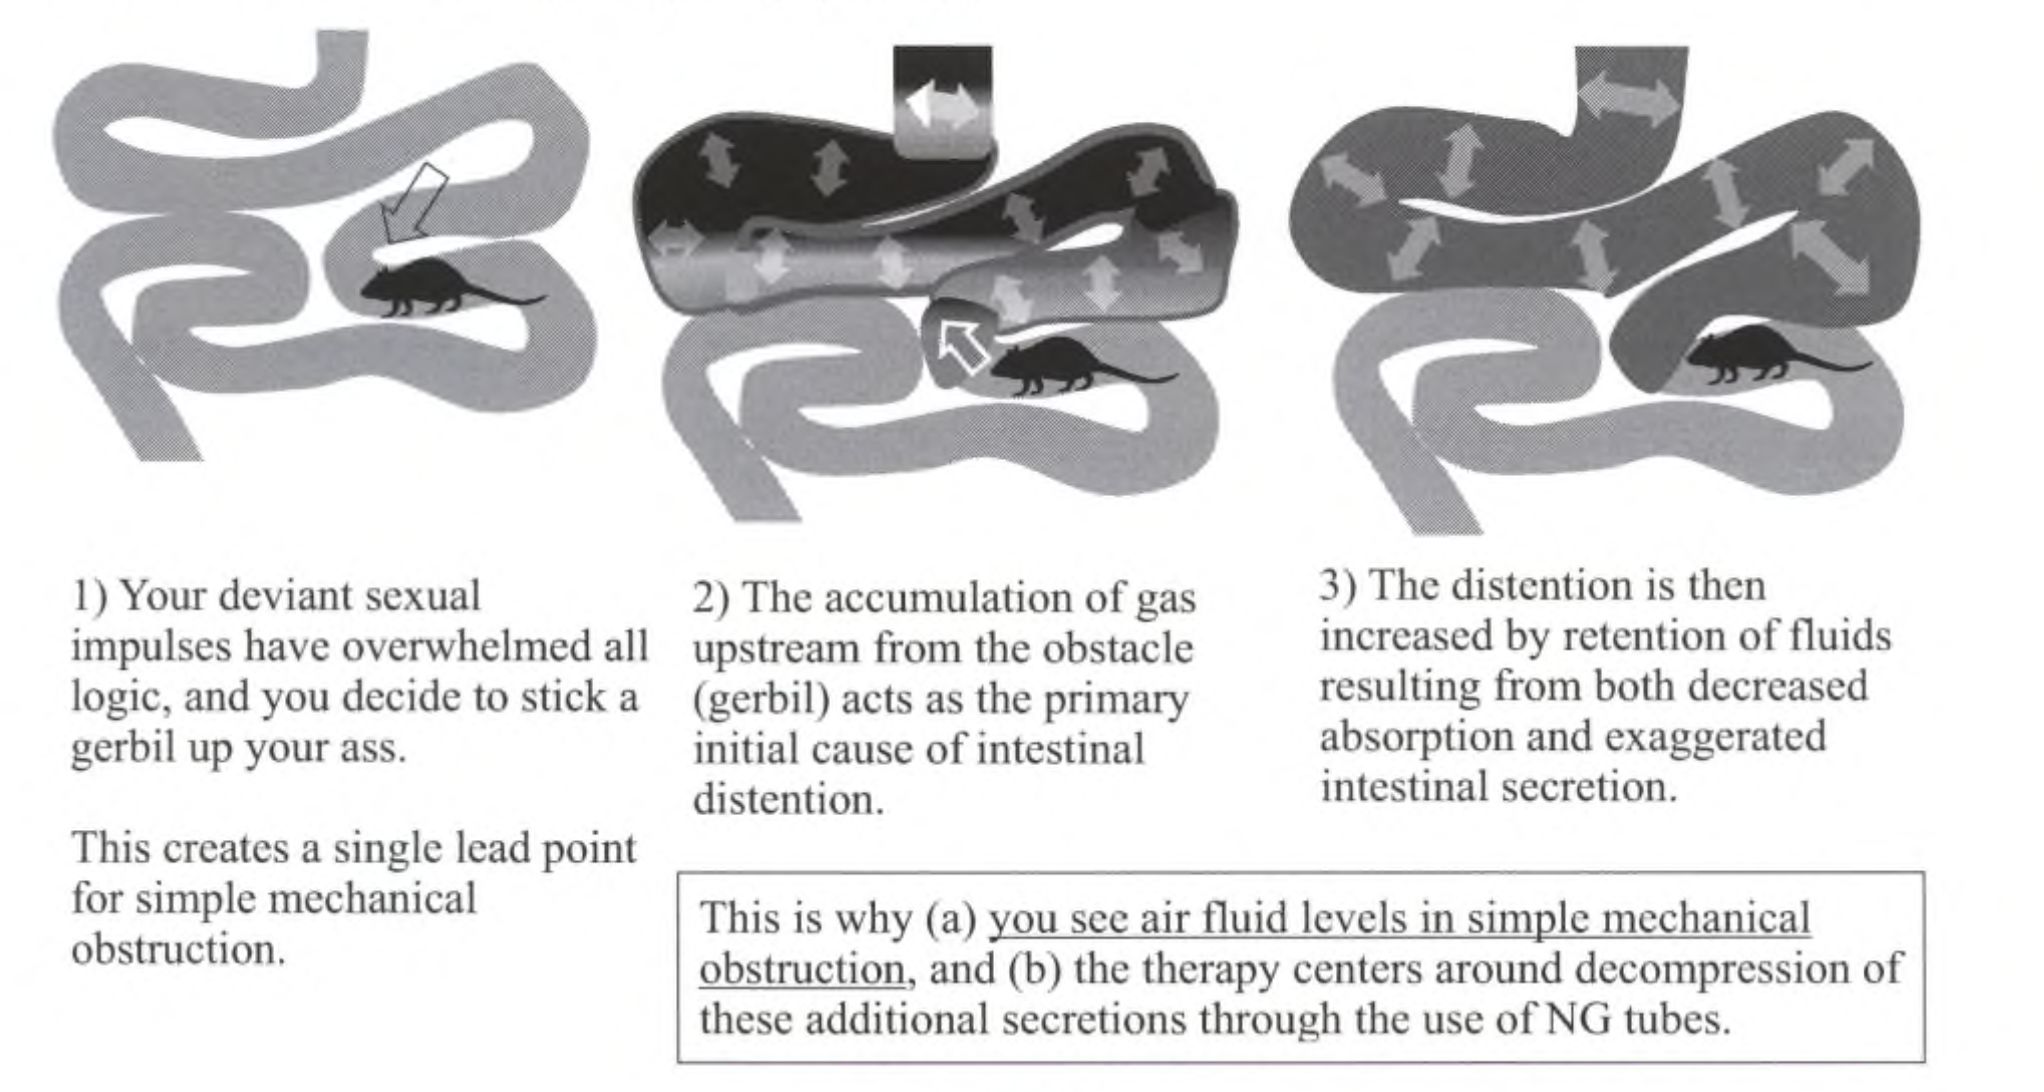 1) Your deviant sexual
impulses have overwhelmed all
logic, and you decide to stick a
gerbil up your ass.
This creates a single lead point
for simple mechanical
obstruction.
2) The accumulation of gas
upstream from the obstacle
(gerbil) acts as the primary
initial cause of intestinal
distention.
3) The distention is then
increased by retention of fluids
resulting from both decreased
absorption and exaggerated
intestinal secretion.
This is why (a) you see air fluid levels in simple mechanical
obstruction, and (b) the therapy centers around decompression of
these additional secretions through the use of NG tubes.